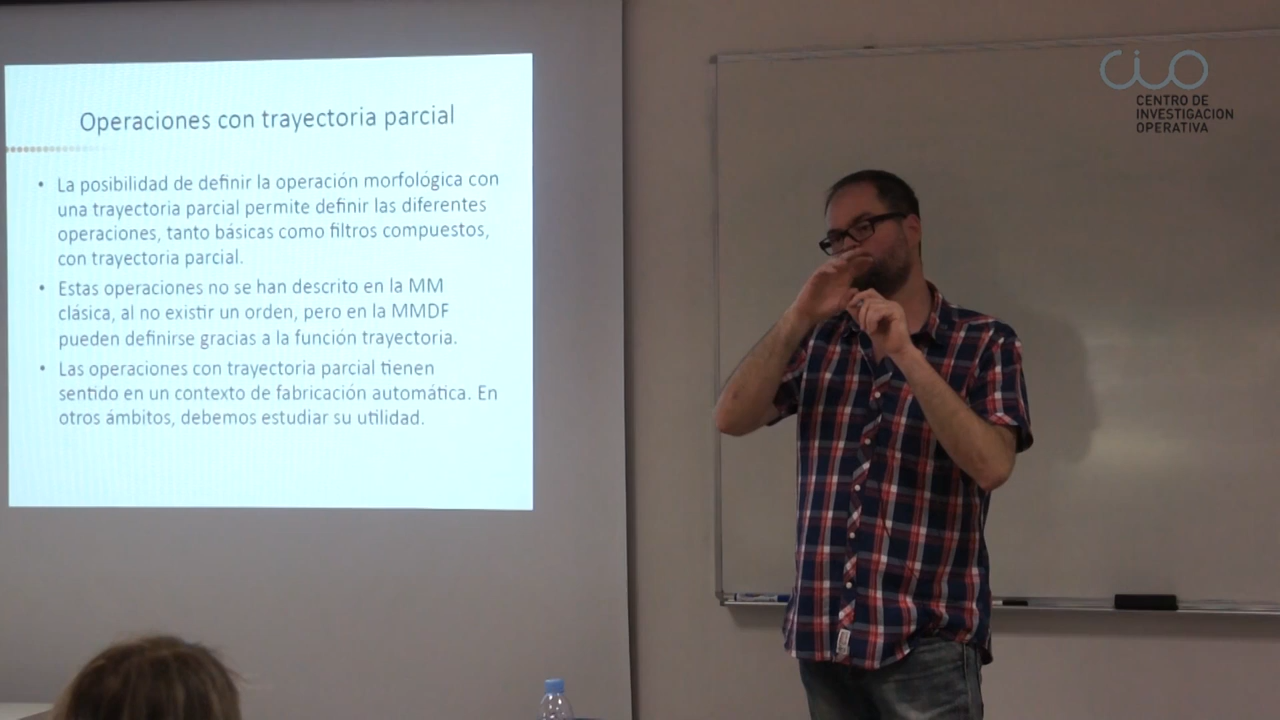 Operaciones con trayectoria parcial
• La posibilidad de definir la operación morfológica con
una trayectoria parcial permite definir las diferentes
operaciones, tanto básicas como filtros compuestos,
con trayectoria parcial.
• Estas operaciones no se han descrito en la MM
clásica, al no existir un orden, pero en la MMDF
pueden definirse gracias a la función trayectoria.
• Las operaciones con trayectoria parcial tienen
sentido en un contexto de fabricación automática. En
otros ámbitos, debemos estudiar su utilidad.
CIO
CENTRO DE
INVESTIGACION
OPERATIVA